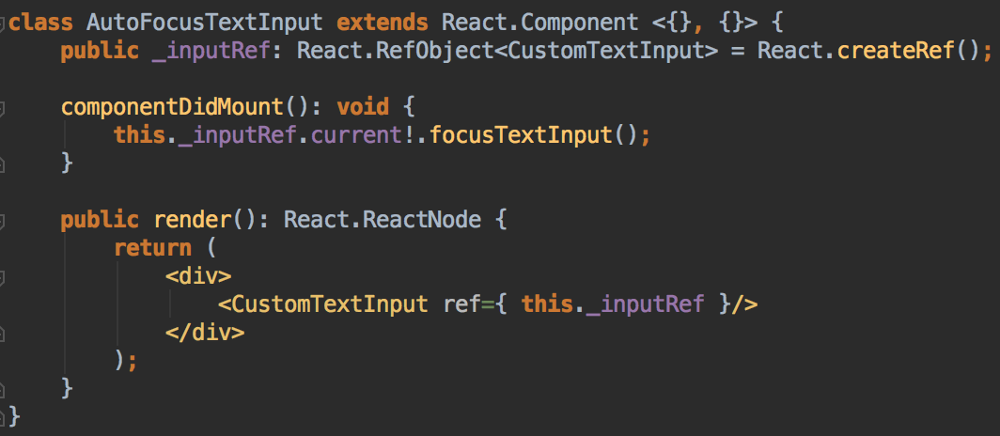 class AutoFocusTextInput extends React.Component <{}, {}> {
    public _inputRef: React.RefObject<CustomTextInput> = React.createRef();

    componentDidMount(): void {
        this._inputRef.current!.focusTextInput();
    }

    public render(): React.ReactNode {
        return (
            <div>
                <CustomTextInput ref={ this._inputRef }/>
            </div>
        );
    }
}